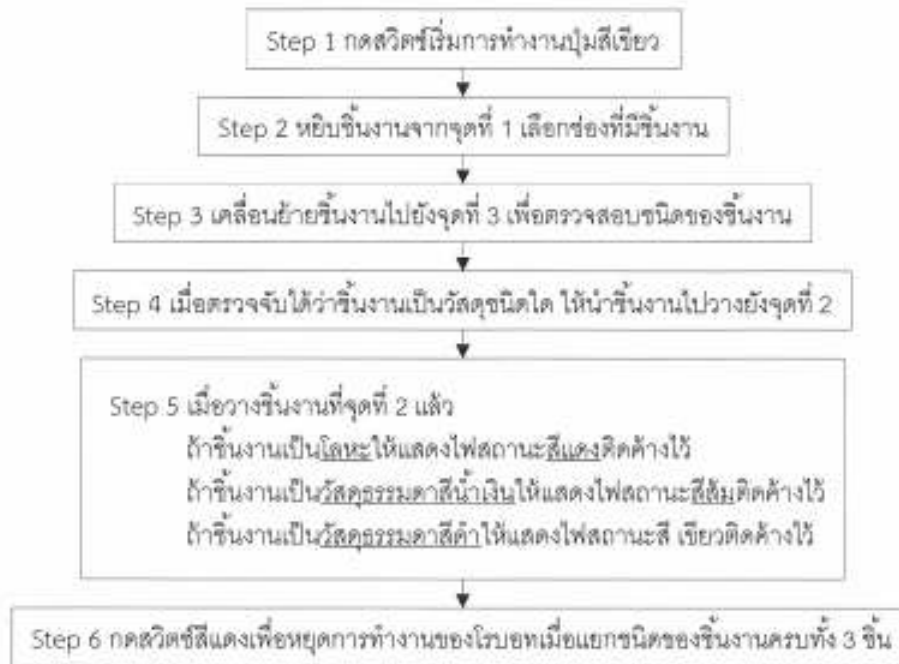 Step 1 กดสวิตซ์เริ่มการทำงานปุ่มสีเขียว
Step 2 หยิบชิ้นงานจากจุดที่ 1 เลือกช่องที่มีชิ้นงาน
Step 3 เคลื่อนย้ายชิ้นงานไปยังจุดที่ 3 เพื่อตรวจสอบชนิดของชิ้นงาน
Step 4 เมื่อตรวจจับได้ว่าชิ้นงานเป็นวัสดุชนิดใด ให้นำชิ้นงานไปวางยังจุดที่ 2
Step 5 เมื่อวางชิ้นงานที่จุดที่ 2 แล้ว
ถ้าชิ้นงานเป็นโลหะให้แสดงไฟสถานะสีแดงติดค้างไว้
ถ้าชิ้นงานเป็นวัสดุธรรมดาสีน้ำเงินให้แสดงไฟสถานะสีส้มติดค้างไว้
ถ้าชิ้นงานเป็นวัสดุธรรมดาสีดำให้แสดงไฟสถานะสี เขียวติดค้างไว้
Step 6 กดสวิตซ์สีแดงเพื่อหยุดการทำงานของโรบอทเมื่อแยกชนิดของชิ้นงานครบทั้ง 3 ชิ้น